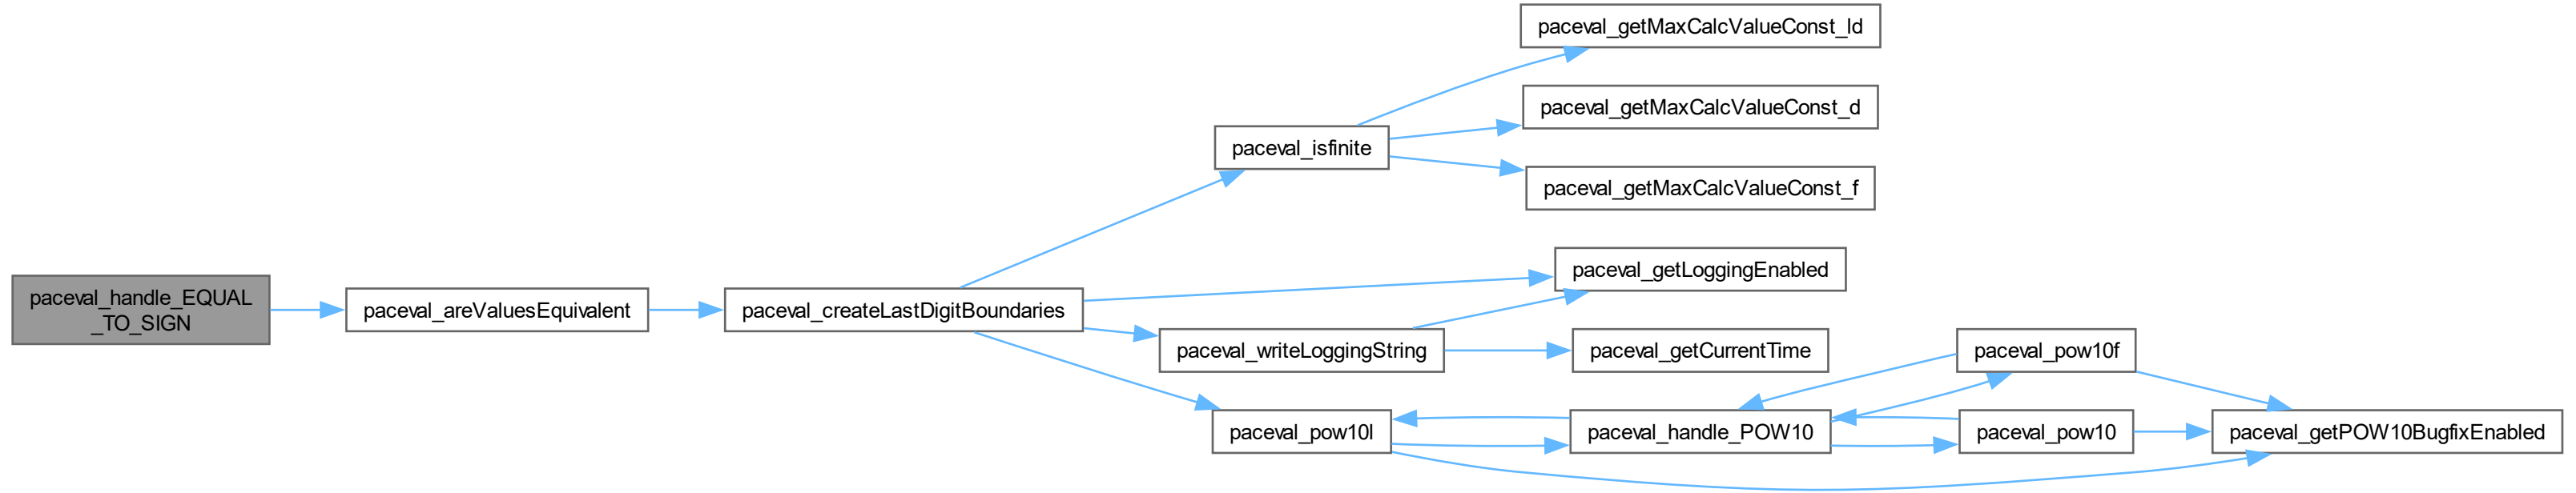 paceval_getMaxCalcValueConst_ld
paceval_getMaxCalcValueConst_d
paceval_isfinite
paceval_getMaxCalcValueConst_f
paceval_getLoggingEnabled
paceval_handle_EQUAL
_TO_SIGN
paceval_areValuesEquivalent
paceval_createLastDigitBoundaries
paceval_writeLoggingString
paceval_getCurrentTime
paceval_pow10f
paceval_pow10l
paceval_handle_POW10
paceval_pow10
paceval_getPOW10BugfixEnabled